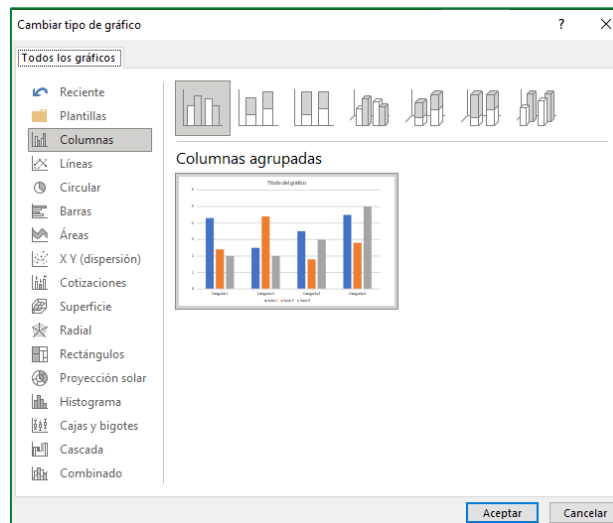 Cambiar tipo de gráfico
?
Todos los gráficos
Reciente
Plantillas
Columnas
Líneas
Circular
Barras
Áreas
X Y (dispersión)
Cotizaciones
Superficie
Radial
Rectángulos
Proyección solar
Histograma
Cajas y bigotes
Cascada
Combinado
Columnas agrupadas
Título del gráfico
Aceptar
Cancelar